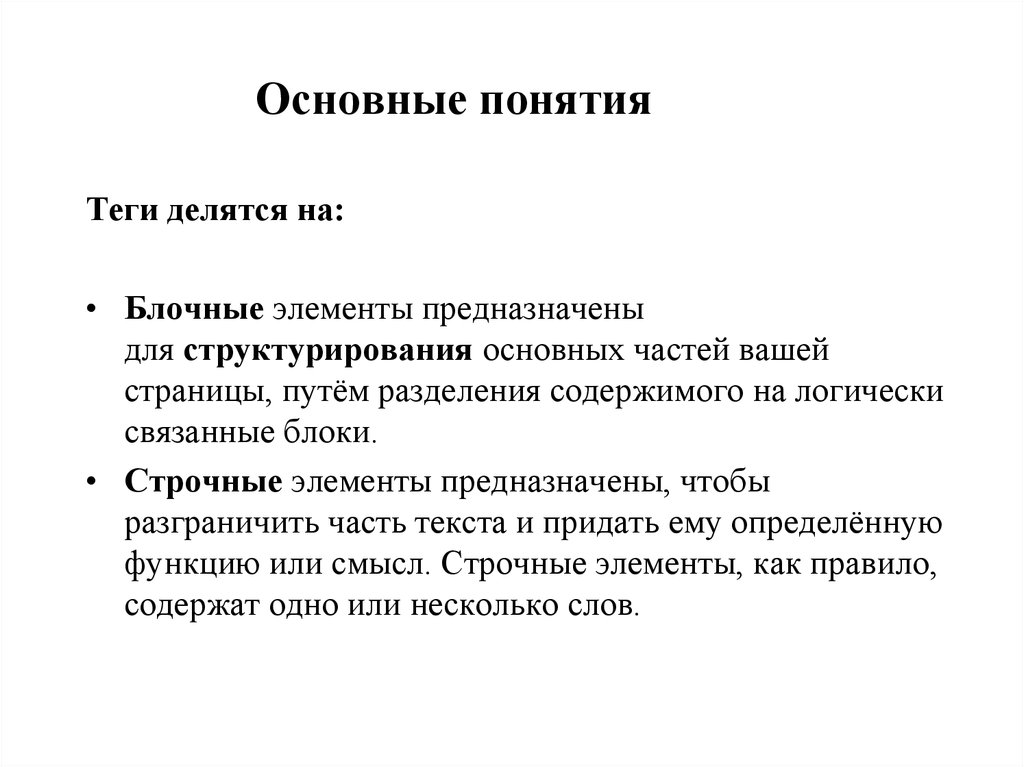 Основные понятия
Теги делятся на:
• Блочные элементы предназначены
для структурирования основных частей вашей
страницы, путём разделения содержимого на логически
связанные блоки.
• Строчные элементы предназначены, чтобы
разграничить часть текста и придать ему определённую
функцию или смысл. Строчные элементы, как правило,
содержат одно или несколько слов.